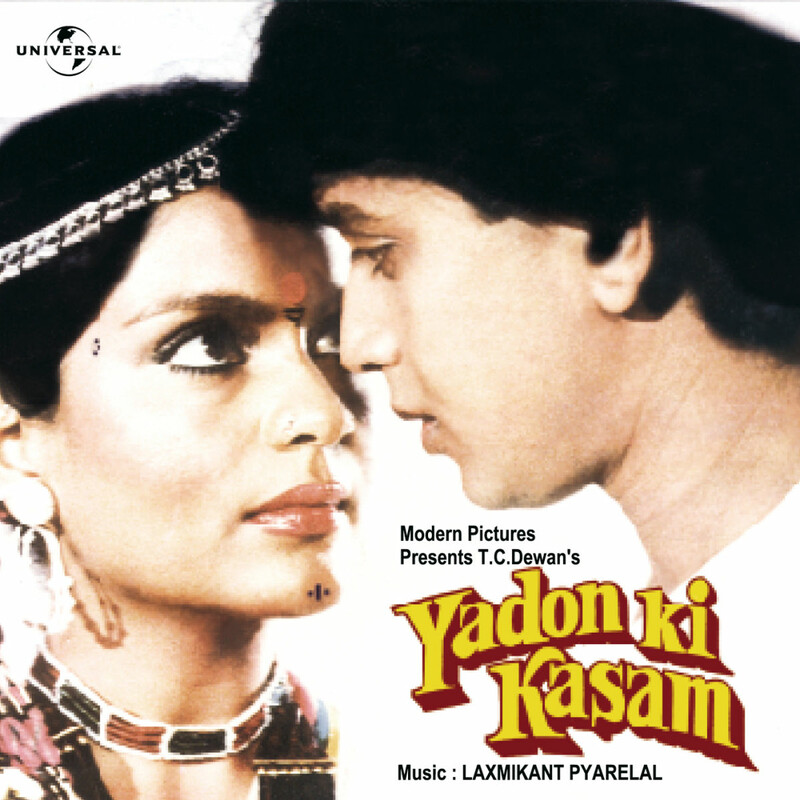 UNIVERSAL
Modern Pictures
Presents T.C.Dewan's
Yadon ki
Kasam
Music : LAXMIKANT PYARELAL